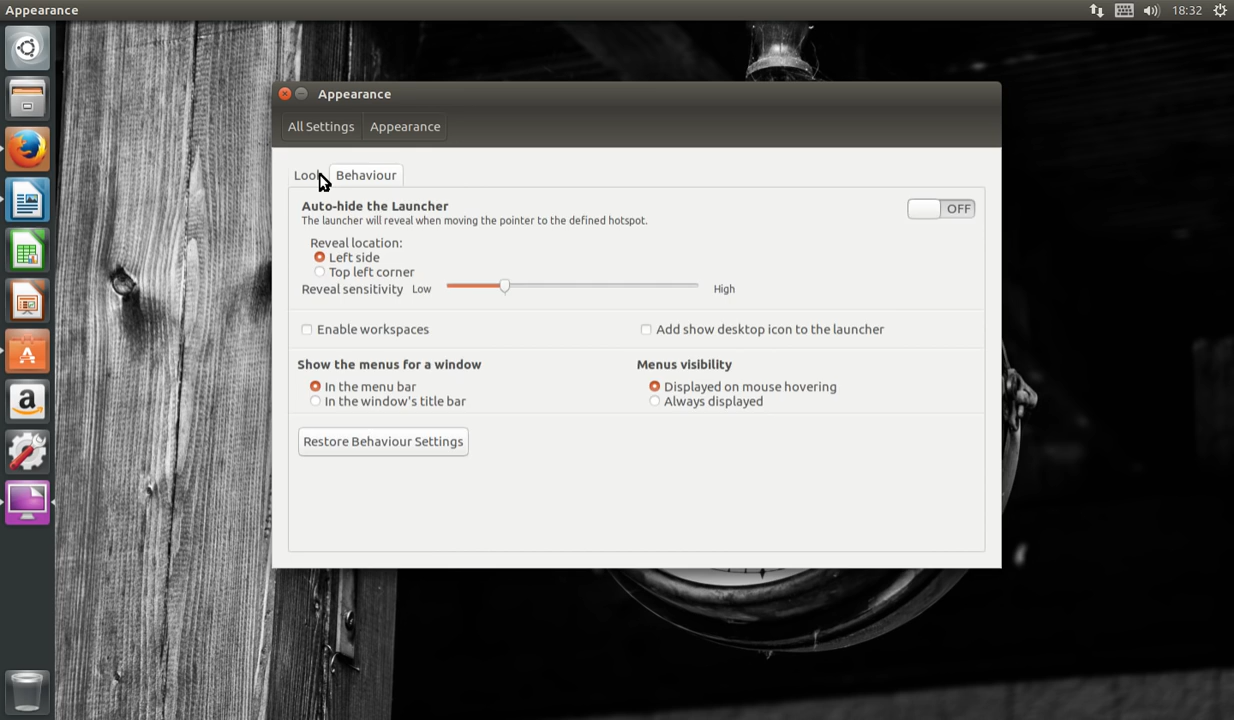 Appearance 18:32
Appearance
All Settings Appearance
Look Behaviour
Auto-hide the Launcher OFF
The launcher will reveal when moving the pointer to the defined hotspot.
Reveal location:
Left side
Top left corner
Reveal sensitivity Low High
Enable workspaces Add show desktop icon to the launcher
Show the menus for a window Menus visibility
In the menu bar Displayed on mouse hovering
In the window's title bar Always displayed
Restore Behaviour Settings